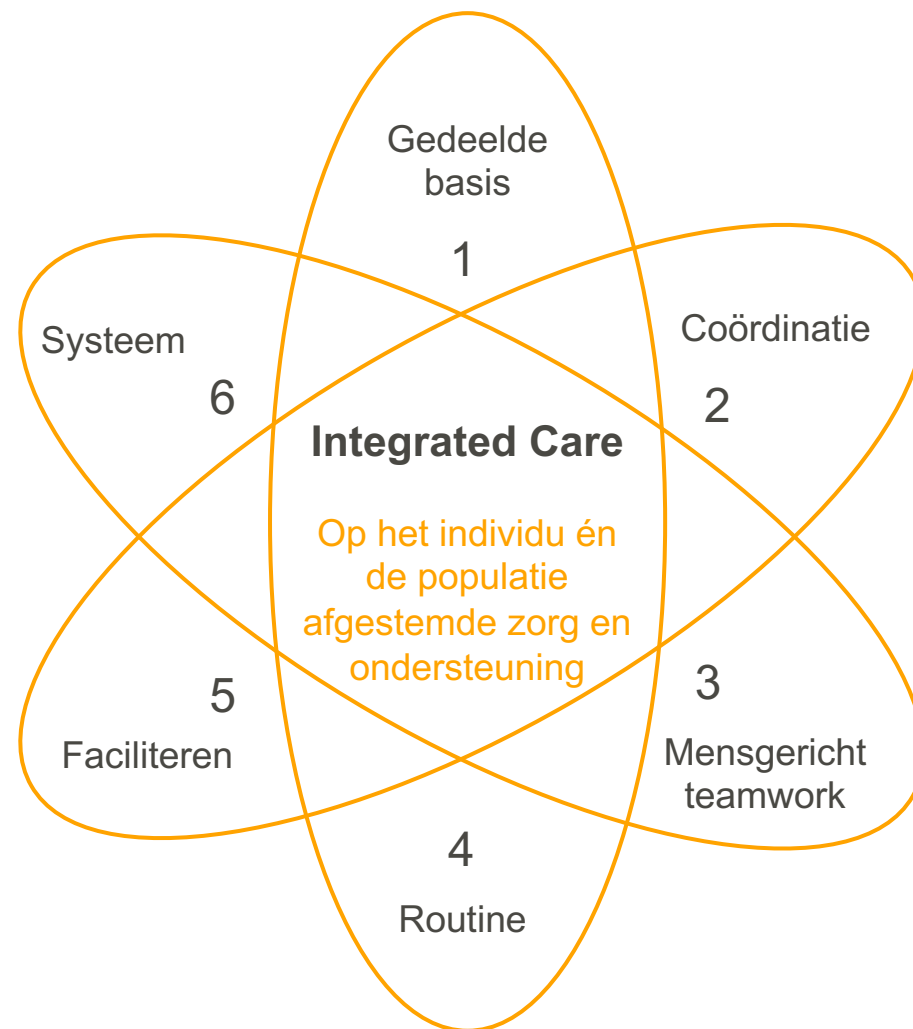 Gedeelde
basis
1
Coördinatie
2
Systeem
6
Integrated Care
Op het individu én
de populatie
afgestemde zorg en
ondersteuning
3
Mensgericht
teamwork
5
Faciliteren
4
Routine